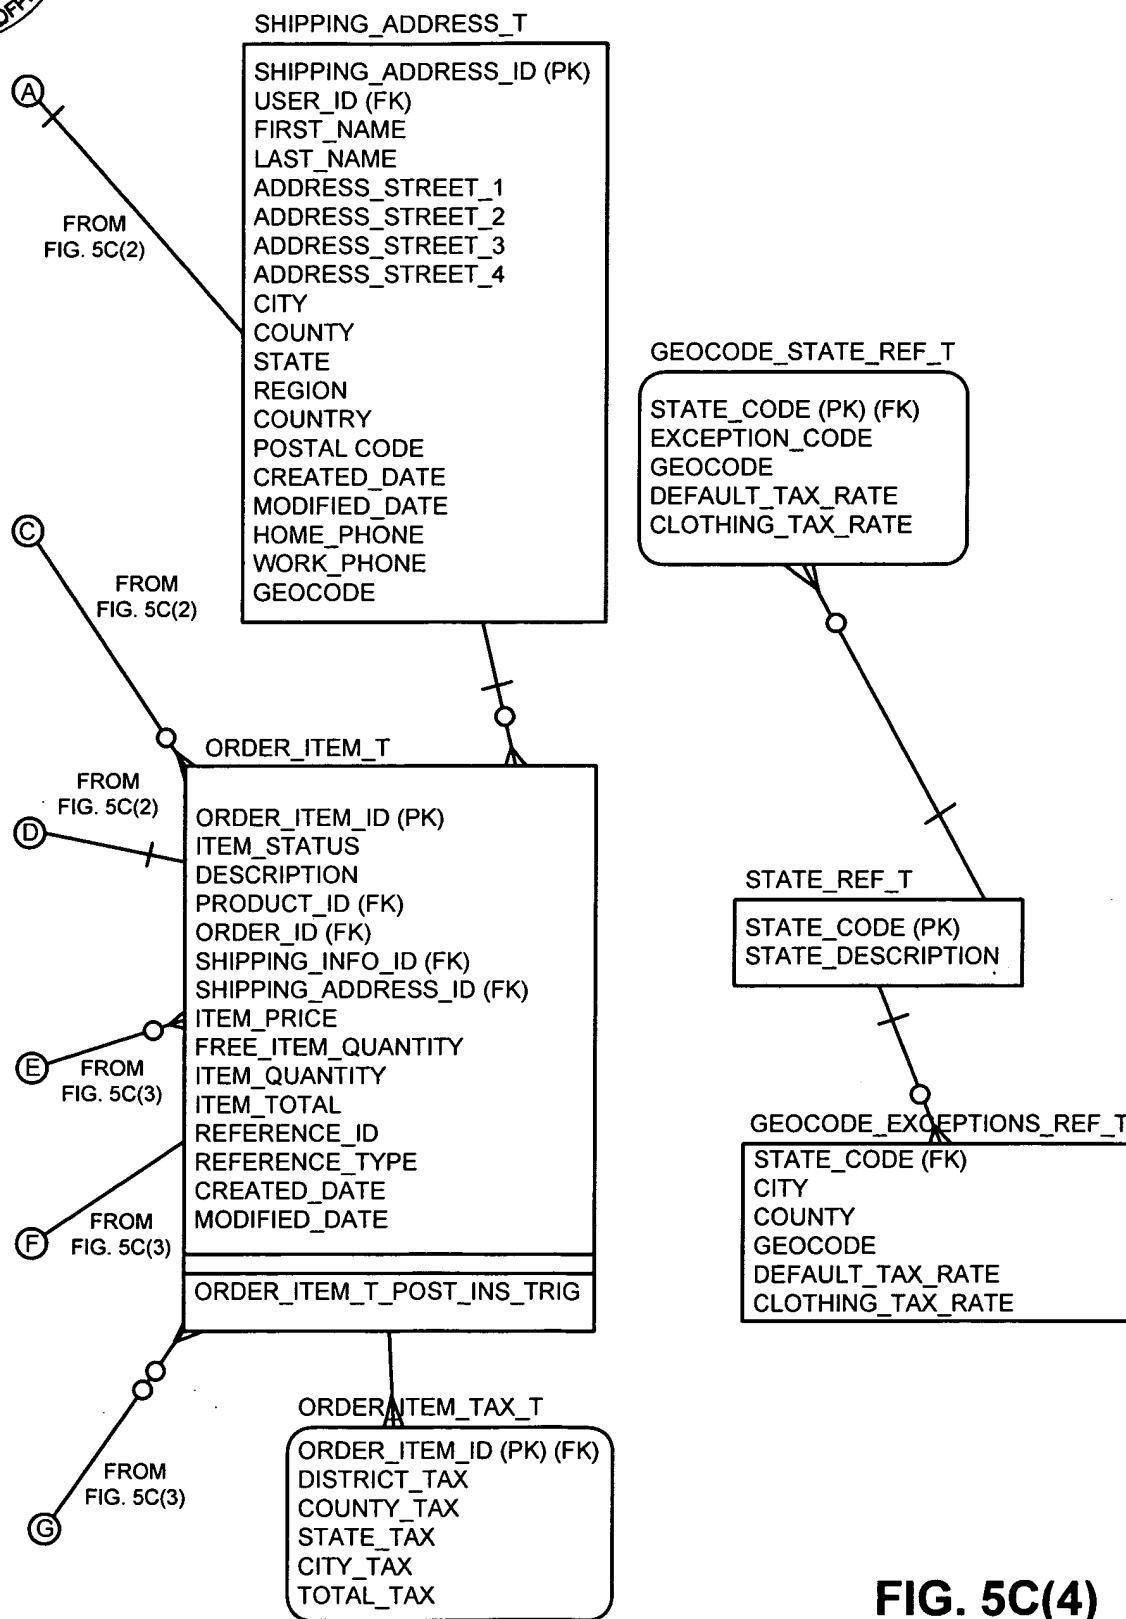 SHIPPING_ADDRESS_T
SHIPPING_ADDRESS_ID (PK)
USER_ID (FK)
FIRST_NAME
LAST_NAME
ADDRESS_STREET_1
ADDRESS_STREET_2
ADDRESS_STREET_3
ADDRESS_STREET_4
CITY
COUNTY
STATE
REGION
COUNTRY
POSTAL CODE
CREATED_DATE
MODIFIED_DATE
HOME_PHONE
WORK_PHONE
GEOCODE
A
FROM
FIG. 5C(2)
GEOCODE_STATE_REF_T
STATE_CODE (PK) (FK)
EXCEPTION_CODE
GEOCODE
DEFAULT_TAX_RATE
CLOTHING_TAX_RATE
C
FROM
FIG. 5C(2)
ORDER_ITEM_T
FROM
FIG. 5C(2)
D
ORDER_ITEM_ID (PK)
ITEM_STATUS
DESCRIPTION
PRODUCT_ID (FK)
ORDER_ID (FK)
SHIPPING_INFO_ID (FK)
SHIPPING_ADDRESS_ID (FK)
ITEM_PRICE
FREE_ITEM_QUANTITY
ITEM_QUANTITY
ITEM_TOTAL
REFERENCE_ID
REFERENCE_TYPE
CREATED_DATE
MODIFIED_DATE
ORDER_ITEM_T_POST_INS_TRIG
E
FROM
FIG. 5C(3)
F
FROM
FIG. 5C(3)
G
FROM
FIG. 5C(3)
STATE_REF_T
STATE_CODE (PK)
STATE_DESCRIPTION
GEOCODE_EXCEPTIONS_REF_T
STATE_CODE (FK)
CITY
COUNTY
GEOCODE
DEFAULT_TAX_RATE
CLOTHING_TAX_RATE
ORDER_ITEM_TAX_T
ORDER_ITEM_ID (PK) (FK)
DISTRICT_TAX
COUNTY_TAX
STATE_TAX
CITY_TAX
TOTAL_TAX
FIG. 5C(4)